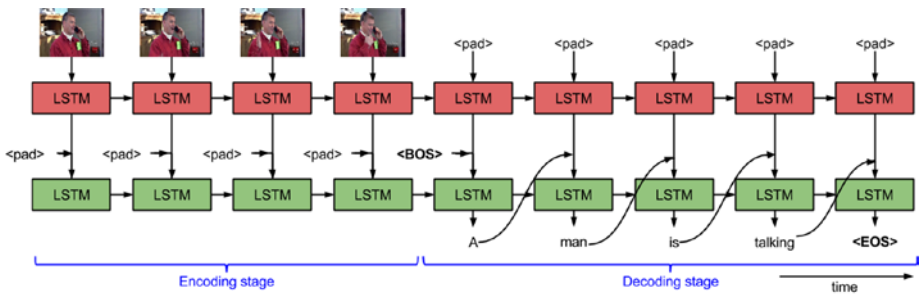 <pad> <pad> <pad> <pad> <pad>
LSTM LSTM LSTM LSTM LSTM LSTM LSTM LSTM LSTM
<pad> <pad> <pad> <pad> <BOS>
LSTM LSTM LSTM LSTM LSTM LSTM LSTM LSTM LSTM
A man is talking <EOS>
Encoding stage Decoding stage
time